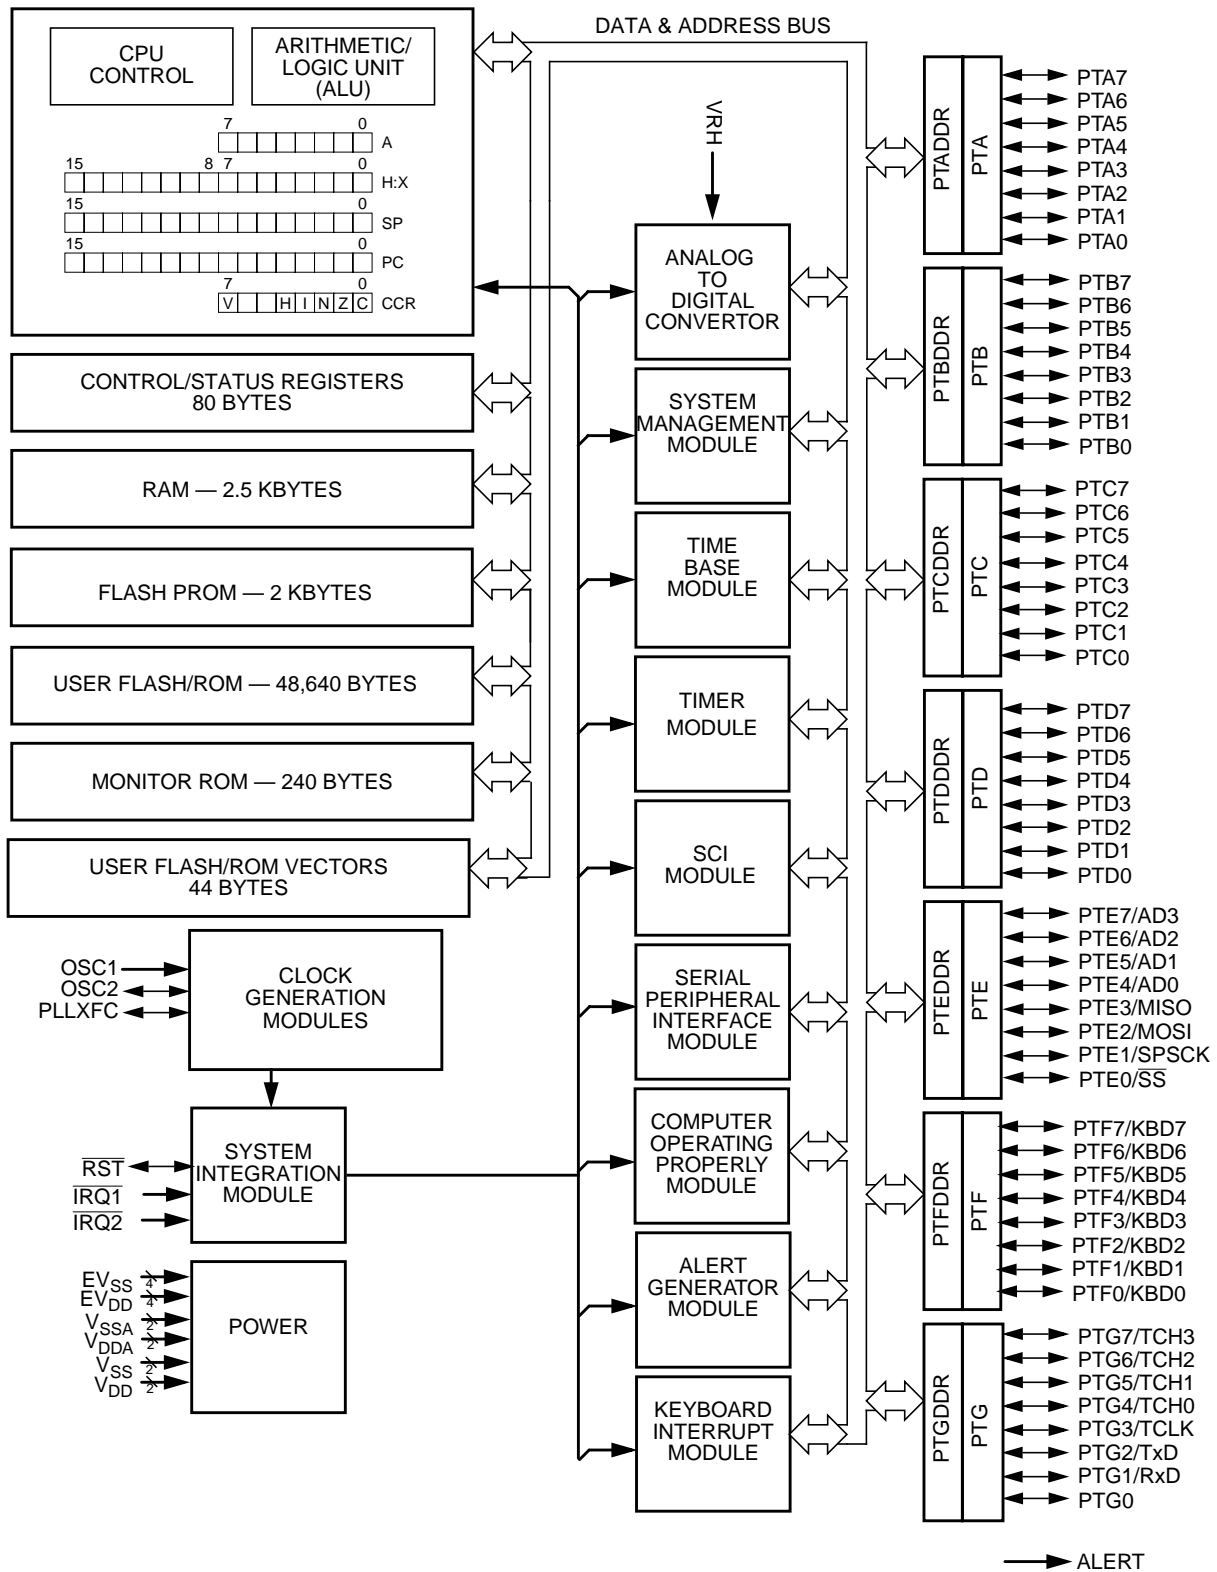 DATA & ADDRESS BUS
CPU
CONTROL
ARITHMETIC/
LOGIC UNIT
(ALU)
7 0
A
15 8 7 0
H:X
15 0
SP
15 0
PC
7 0
V H I N Z C CCR
CONTROL/STATUS REGISTERS
80 BYTES
RAM — 2.5 KBYTES
FLASH PROM — 2 KBYTES
USER FLASH/ROM — 48,640 BYTES
MONITOR ROM — 240 BYTES
USER FLASH/ROM VECTORS
44 BYTES
OSC1
OSC2
PLLXFC
CLOCK
GENERATION
MODULES
RST
IRQ1
IRQ2
SYSTEM
INTEGRATION
MODULE
EVSS 4
EVDD 4
VSSA 2
VDDA 2
VSS 2
VDD 2
POWER
VRH
ANALOG
TO
DIGITAL
CONVERTOR
SYSTEM
MANAGEMENT
MODULE
TIME
BASE
MODULE
TIMER
MODULE
SCI
MODULE
SERIAL
PERIPHERAL
INTERFACE
MODULE
COMPUTER
OPERATING
PROPERLY
MODULE
ALERT
GENERATOR
MODULE
KEYBOARD
INTERRUPT
MODULE
PTADDR
PTA
PTA7
PTA6
PTA5
PTA4
PTA3
PTA2
PTA1
PTA0
PTBDDR
PTB
PTB7
PTB6
PTB5
PTB4
PTB3
PTB2
PTB1
PTB0
PTCDDR
PTC
PTC7
PTC6
PTC5
PTC4
PTC3
PTC2
PTC1
PTC0
PTDDDR
PTD
PTD7
PTD6
PTD5
PTD4
PTD3
PTD2
PTD1
PTD0
PTEDDR
PTE
PTE7/AD3
PTE6/AD2
PTE5/AD1
PTE4/AD0
PTE3/MISO
PTE2/MOSI
PTE1/SPSCK
PTE0/SS
PTFDDR
PTF
PTF7/KBD7
PTF6/KBD6
PTF5/KBD5
PTF4/KBD4
PTF3/KBD3
PTF2/KBD2
PTF1/KBD1
PTF0/KBD0
PTGDDR
PTG
PTG7/TCH3
PTG6/TCH2
PTG5/TCH1
PTG4/TCH0
PTG3/TCLK
PTG2/TxD
PTG1/RxD
PTG0
ALERT